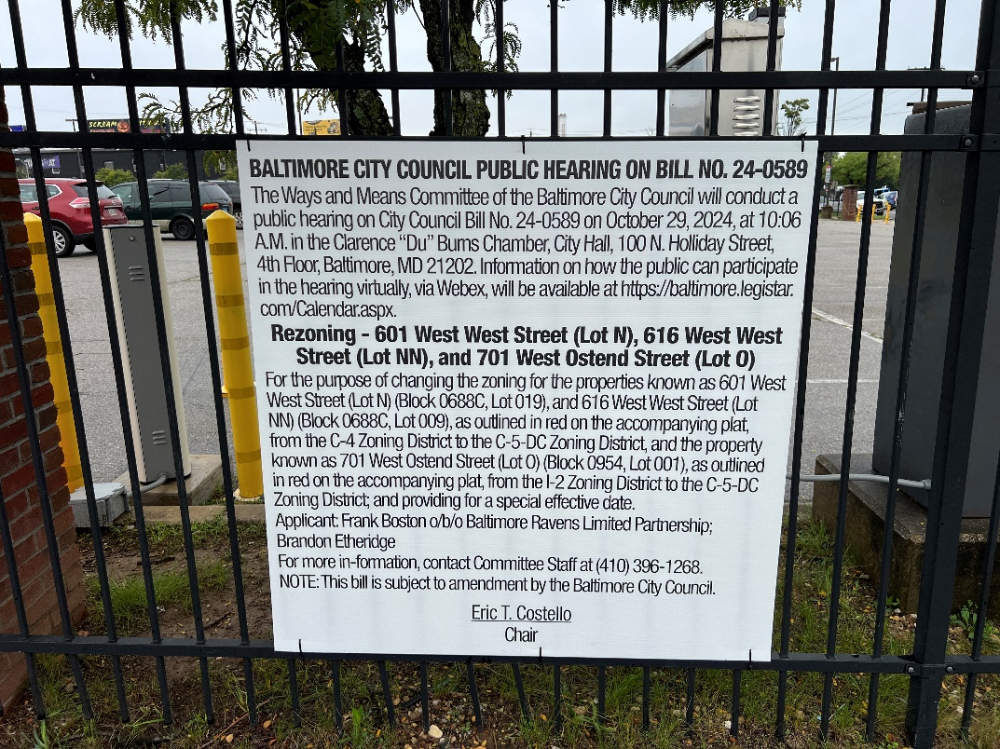 SCREAM
BALTIMORE CITY COUNCIL PUBLIC HEARING ON BILL NO. 24-0589
The Ways and Means Committee of the Baltimore City Council will conduct a
public hearing on City Council Bill No. 24-0589 on October 29, 2024, at 10:06
A.M. in the Clarence “Du” Burns Chamber, City Hall, 100 N. Holliday Street,
4th Floor, Baltimore, MD 21202. Information on how the public can participate
in the hearing virtually, via Webex, will be available at https://baltimore.legistar.
com/Calendar.aspx.
Rezoning - 601 West West Street (Lot N), 616 West West
Street (Lot NN), and 701 West Ostend Street (Lot O)
For the purpose of changing the zoning for the properties known as 601 West
West Street (Lot N) (Block 0688C, Lot 019), and 616 West West Street (Lot
NN) (Block 0688C, Lot 009), as outlined in red on the accompanying plat,
from the C-4 Zoning District to the C-5-DC Zoning District, and the property
known as 701 West Ostend Street (Lot O) (Block 0954, Lot 001), as outlined
in red on the accompanying plat, from the I-2 Zoning District to the C-5-DC
Zoning District; and providing for a special effective date.
Applicant: Frank Boston o/b/o Baltimore Ravens Limited Partnership;
Brandon Etheridge
For more in-formation, contact Committee Staff at (410) 396-1268.
NOTE: This bill is subject to amendment by the Baltimore City Council.
Eric T. Costello
Chair